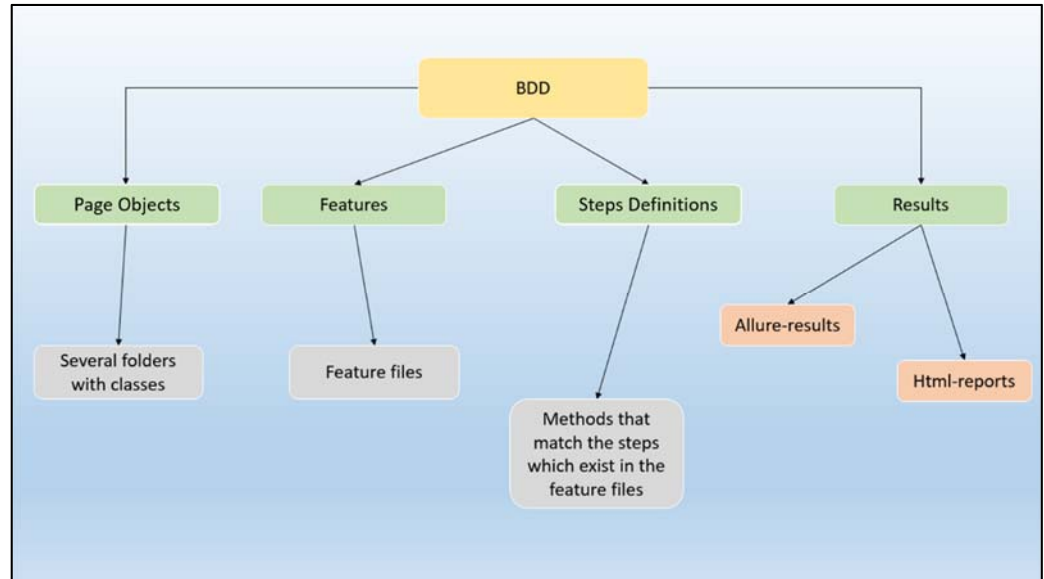 BDD
Page Objects
Features
Steps Definitions
Results
Several folders
with classes
Feature files
Methods that
match the steps
which exist in the
feature files
Allure-results
Html-reports